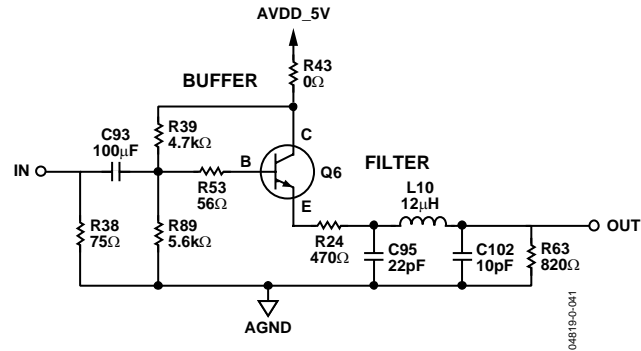 AVDD_5V
R43
0Ω
BUFFER
C93
100μF
R39
4.7kΩ
C
B
Q6
FILTER
IN
R53
56Ω
L10
12μH
E
OUT
R38
75Ω
R89
5.6kΩ
R24
470Ω
C95
22pF
C102
10pF
R63
820Ω
AGND
04819-0-041